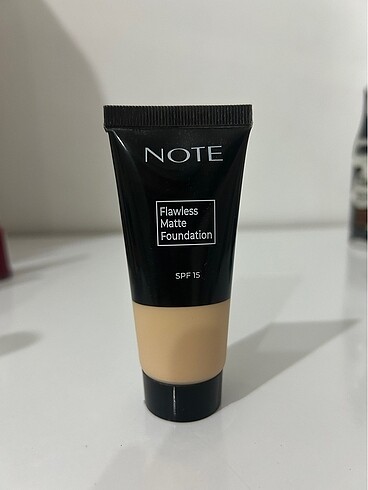 NOTE
Flawless
Matte
Foundation
SPF 15